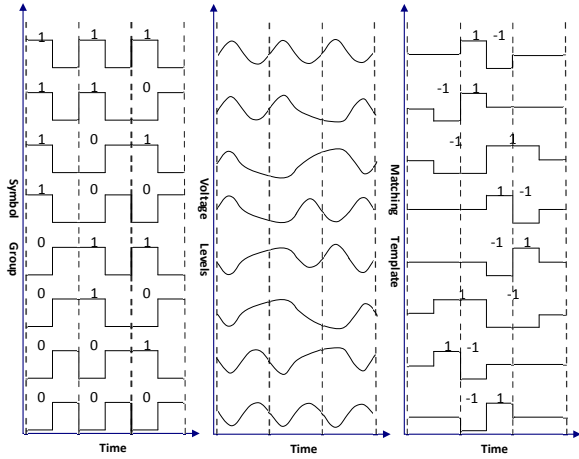 1 1 1
1 1 0
1 0 1
1 0 0
0 1 1
0 1 0
0 0 1
0 0 0
Symbol Group
Time
Voltage Levels
Time
1 -1
-1 1
-1 1
1 -1
-1 1
1 -1
1 -1
-1 1
Matching Template
Time